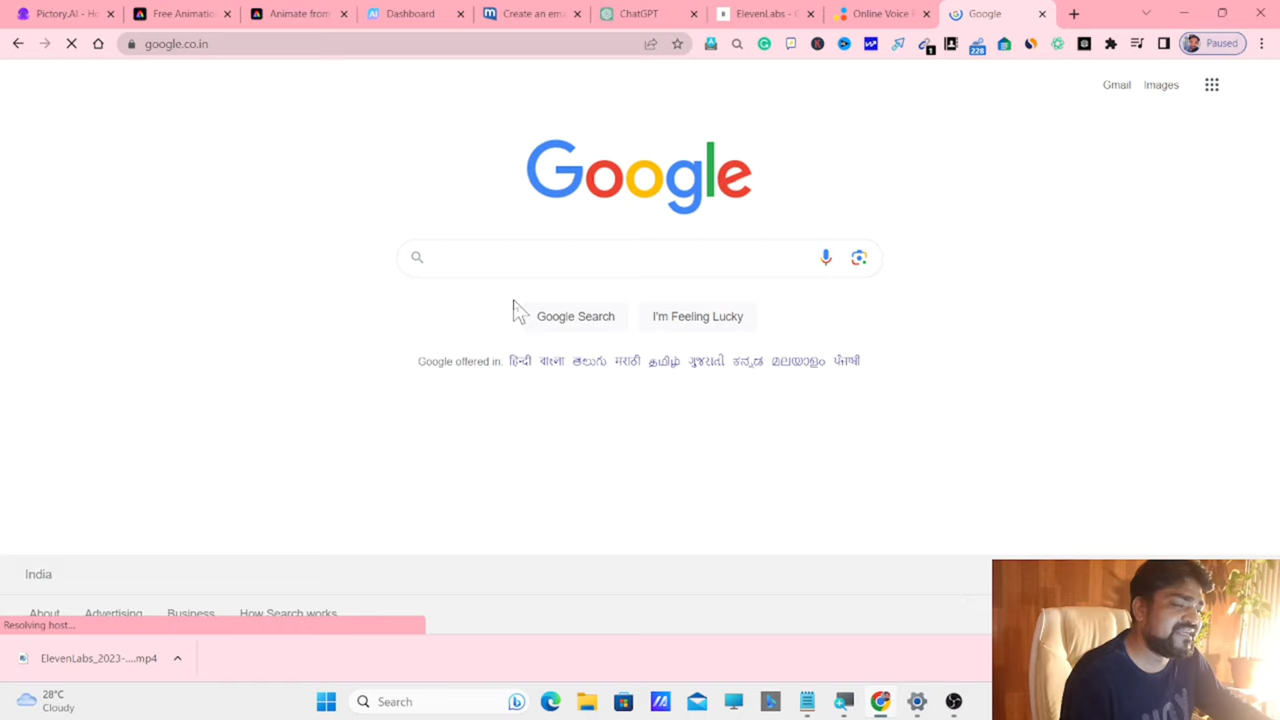 Pictory.AI - Ho
Free Animatio
Animate from
Dashboard
Create an ema
ChatGPT
ElevenLabs - C
Online Voice R
Google
google.co.in
1
228
Paused
Gmail Images
Google
Google Search I'm Feeling Lucky
Google offered in: हिन्दी বাংলা తెలుగు मराठी தமிழ் ગુજરાતી ಕನ್ನಡ മലയാളം ਪੰਜਾਬੀ
India
About Advertising Business How Search works
Resolving host...
ElevenLabs_2023-....mp4
28°C
Cloudy
Search